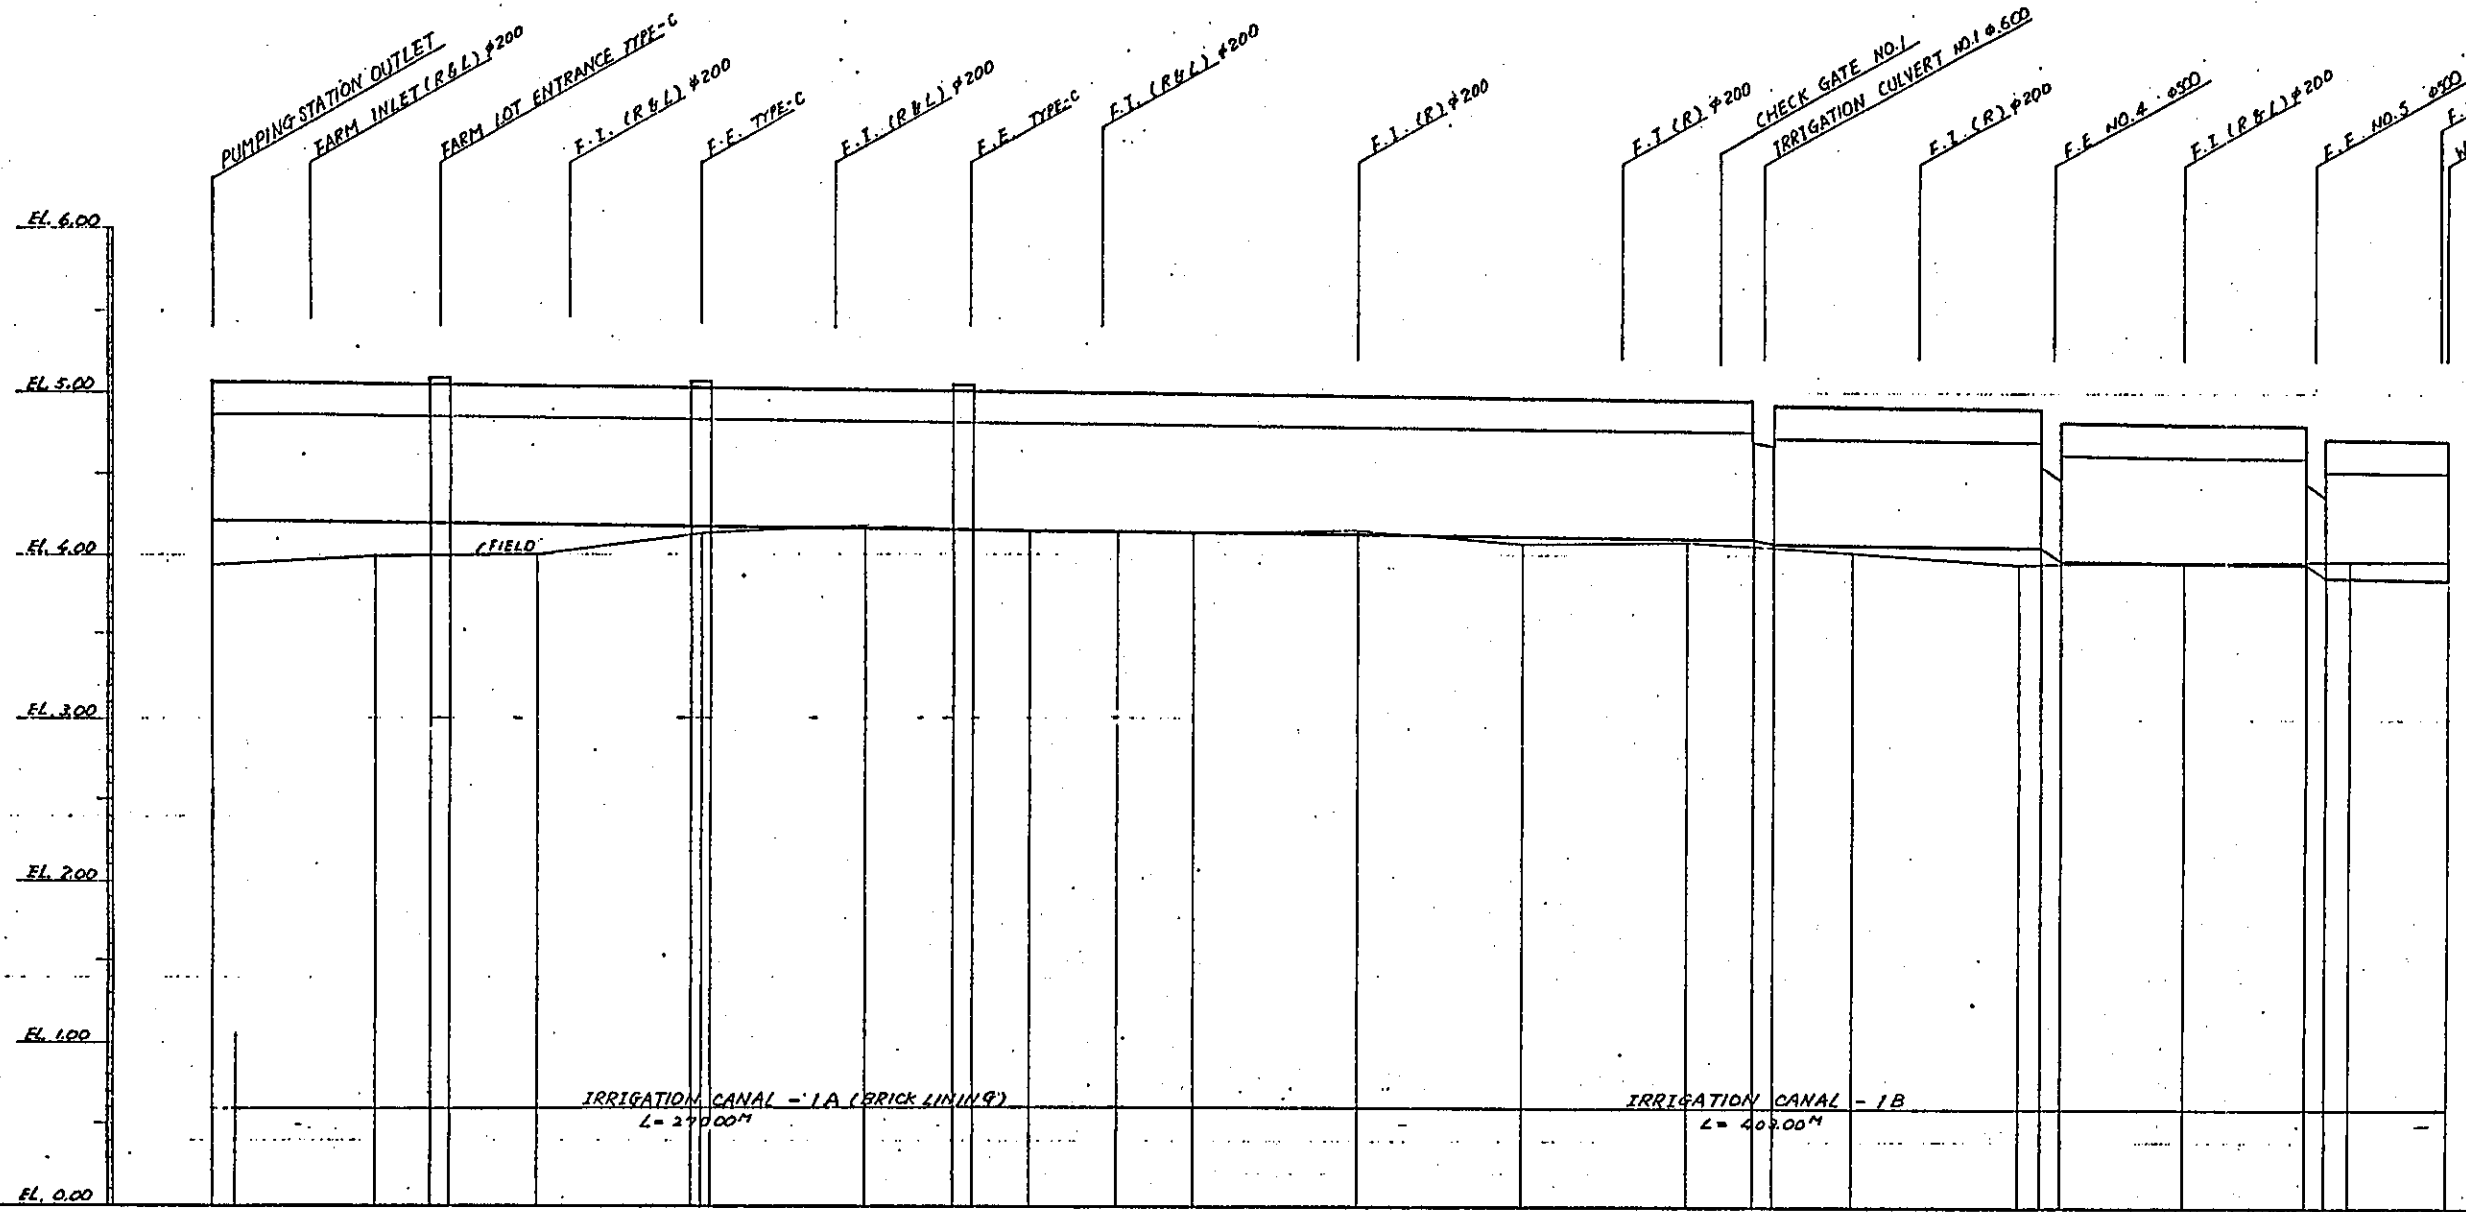 PUMPING STATION OUTLET
FARM INLET (R&L) φ200
FARM LOT ENTRANCE TYPE-C
F.I. (R&L) φ200
F.E. TYPE-C
F.I. (R&L) φ200
F.E. TYPE-C
F.I. (R&L) φ200
F.I. (R) φ200
F.I (R) φ200
CHECK GATE NO.1
IRRIGATION CULVERT NO.1 φ.600
F.I. (R) φ200
F.E. NO.4 φ500
F.I (R&L) φ200
F.E. NO.5 φ500
F.
W
EL. 6.00
EL. 5.00
EL. 4.00
(FIELD
EL. 3.00
EL. 2.00
EL. 1.00
IRRIGATION CANAL - 1A (BRICK LINING)
L= 270.00M
IRRIGATION CANAL - 1B
EL. 0.00